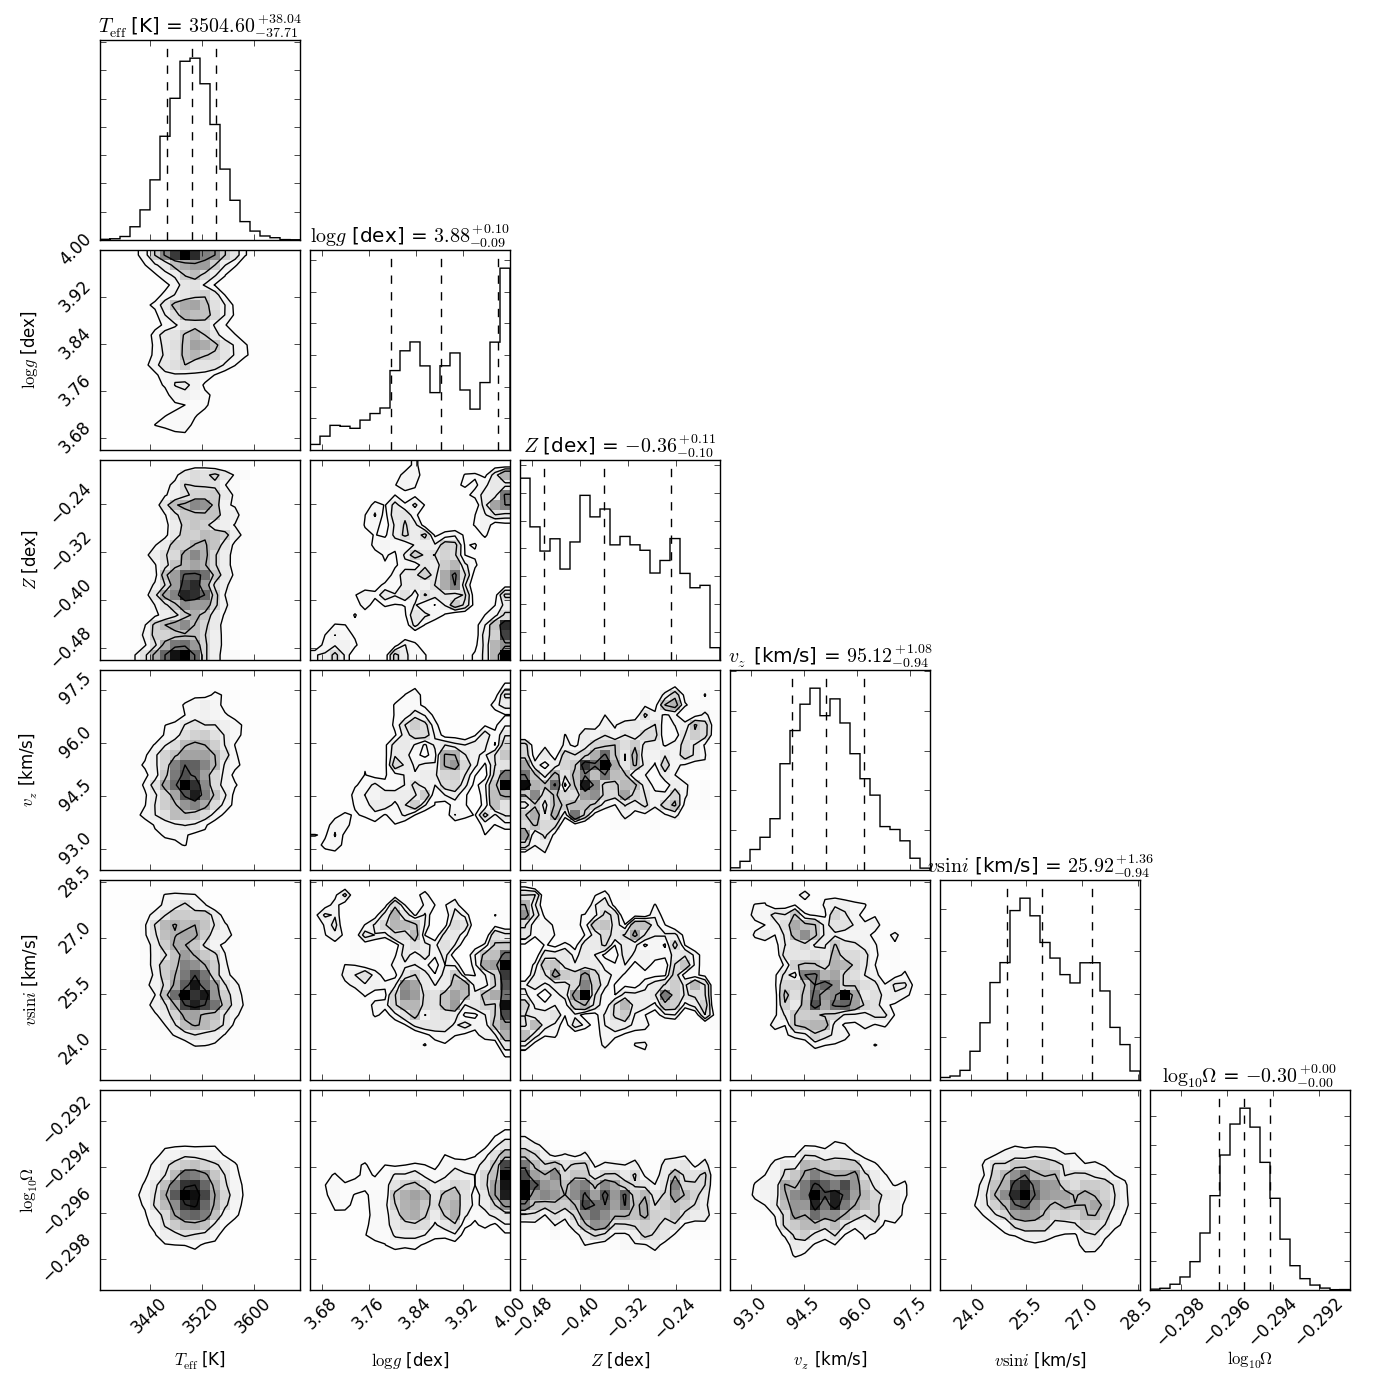 T_eff [K] = 3504.60 +38.04 −37.71
4.00
3.92
3.84
3.76
3.68
log g [dex]
log g [dex] = 3.88 +0.10 −0.09
−0.24
−0.32
−0.40
−0.48
Z [dex]
Z [dex] = −0.36 +0.11 −0.10
97.5
96.0
94.5
93.0
v_z [km/s]
v_z [km/s] = 95.12 +1.08 −0.94
28.5
27.0
25.5
24.0
v sin i [km/s]
v sin i [km/s] = 25.92 +1.36 −0.94
−0.292
−0.294
−0.296
−0.298
log₁₀Ω
log₁₀Ω = −0.30 +0.00 −0.00
3440 3520 3600
3.68 3.76 3.84 3.92 4.00
−0.48 −0.40 −0.32 −0.24
93.0 94.5 96.0 97.5
24.0 25.5 27.0 28.5
−0.298 −0.296 −0.294 −0.292
T_eff [K]
log g [dex]
Z [dex]
v_z [km/s]
v sin i [km/s]
log₁₀Ω